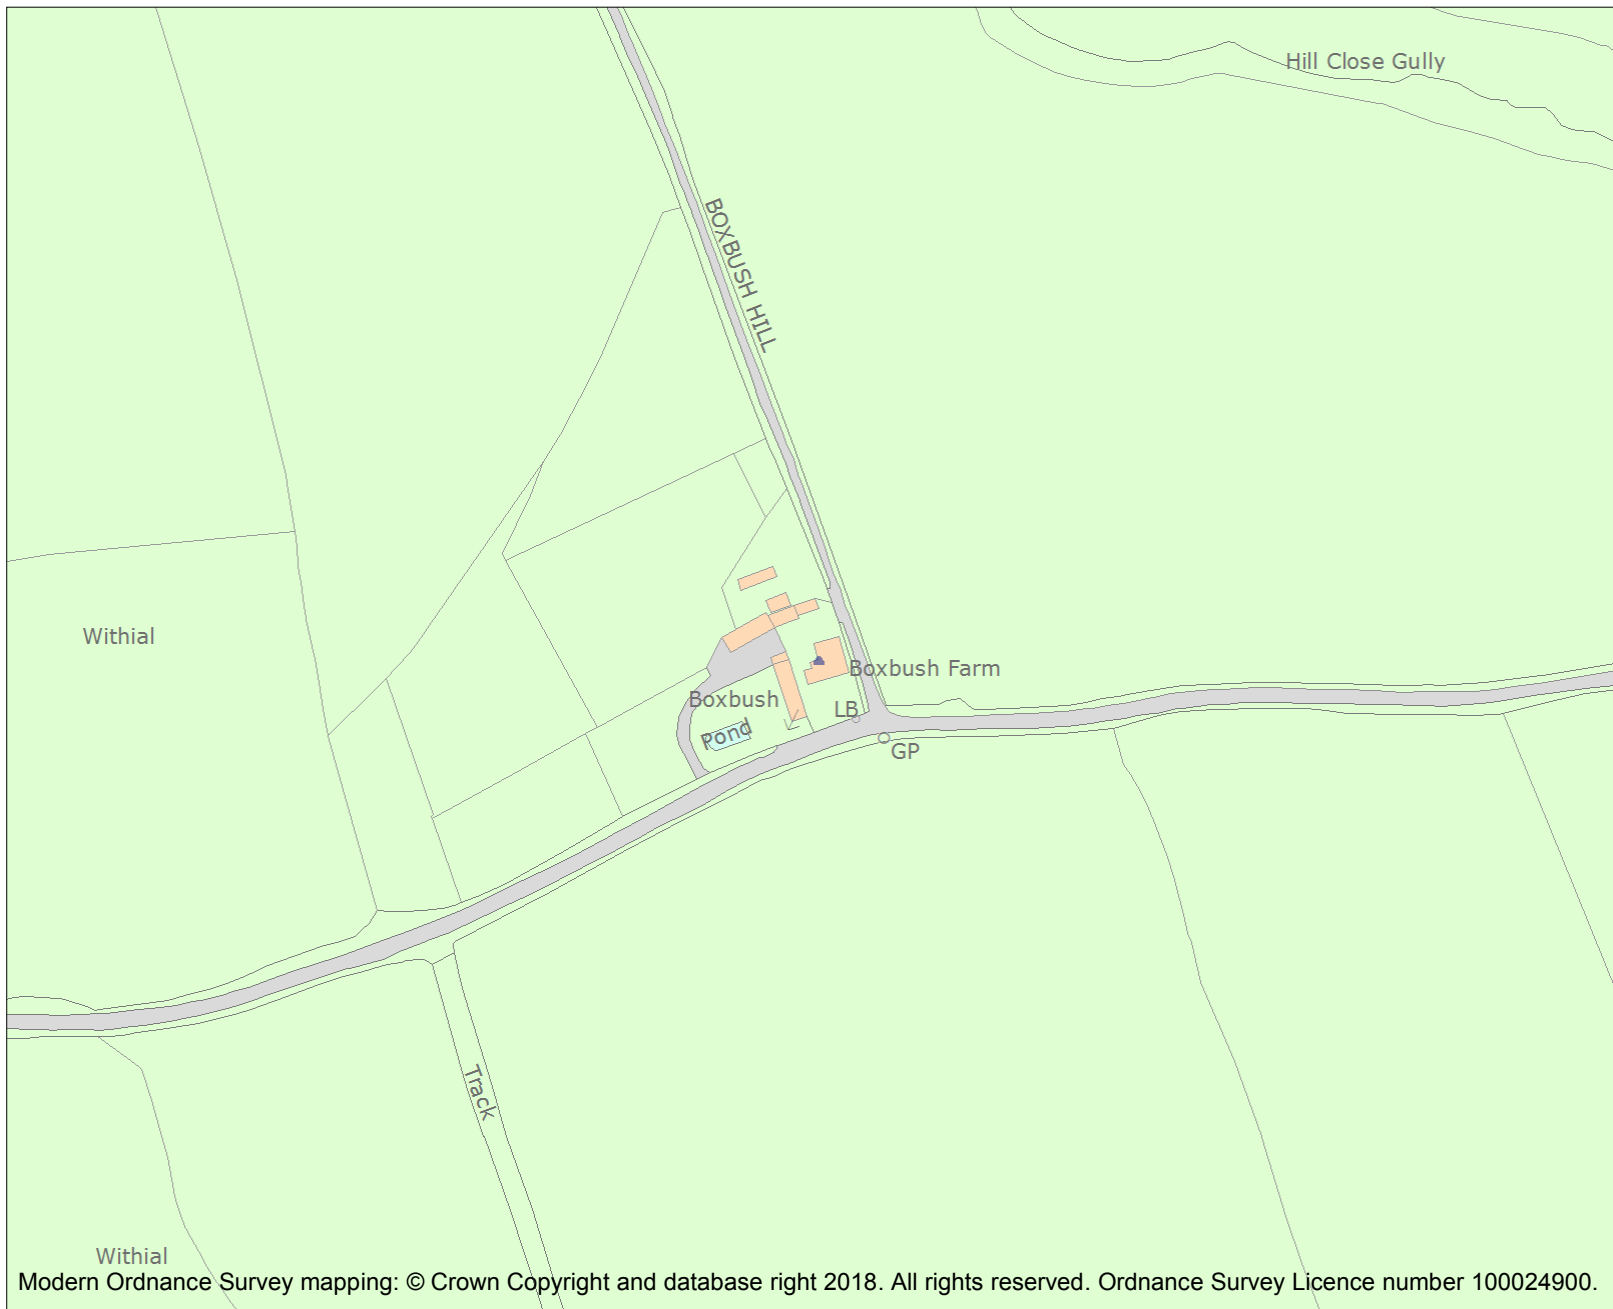 Hill Close Gully
BOXBUSH HILL
Withial
Boxbush Farm
Boxbush
LB
Pond
GP
Track
Withial
Modern Ordnance Survey mapping: © Crown Copyright and database right 2018. All rights reserved. Ordnance Survey Licence number 100024900.